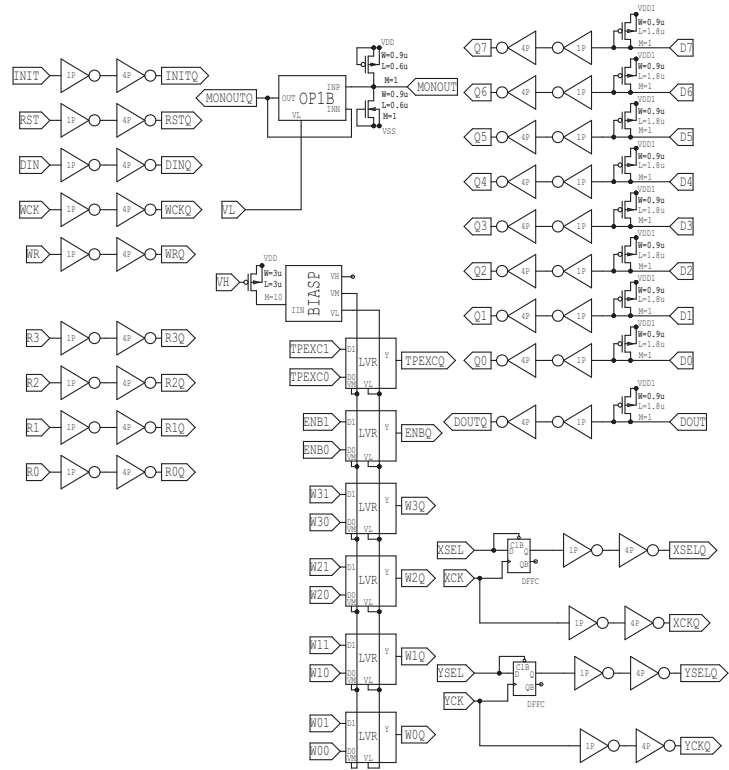 INIT 1P 4P INITQ
RST 1P 4P RSTQ
DIN 1P 4P DINQ
WCK 1P 4P WCKQ
WR 1P 4P WRQ
R3 1P 4P R3Q
R2 1P 4P R2Q
R1 1P 4P R1Q
R0 1P 4P R0Q
VDD
W=0.9u
L=0.6u
M=1
MONOUTQ OUT OP1B INP MONOUT
INN
VL
W=0.9u
L=0.6u
M=1
VSS
VL
VDD
VH W=3u
L=3u
M=10
BIASP
VH
VM
VL
IIN
TPEXC1 D1 LVR Y TPEXCQ
TPEXC0 D0
VM VL
ENB1 D1 LVR Y ENBQ
ENB0 D0
VM VL
W31 D1 LVR Y W3Q
W30 D0
VM VL
W21 D1 LVR Y W2Q
W20 D0
VM VL
W11 D1 LVR Y W1Q
W10 D0
VM VL
W01 D1 LVR Y W0Q
W00 D0
VM VL
VDD1
W=0.9u
L=1.8u
M=1
Q7 4P 1P D7
VDD1
W=0.9u
L=1.8u
M=1
Q6 4P 1P D6
VDD1
W=0.9u
L=1.8u
M=1
Q5 4P 1P D5
VDD1
W=0.9u
L=1.8u
M=1
Q4 4P 1P D4
VDD1
W=0.9u
L=1.8u
M=1
Q3 4P 1P D3
VDD1
W=0.9u
L=1.8u
M=1
Q2 4P 1P D2
VDD1
W=0.9u
L=1.8u
M=1
Q1 4P 1P D1
VDD1
W=0.9u
L=1.8u
M=1
Q0 4P 1P D0
VDD1
W=0.9u
L=1.8u
M=1
DOUTQ 4P 1P DOUT
XSEL D C1B Q 1P 4P XSELQ
QB
DFFC
XCK 1P 4P XCKQ
YSEL D C1B Q 1P 4P YSELQ
QB
DFFC
YCK 1P 4P YCKQ